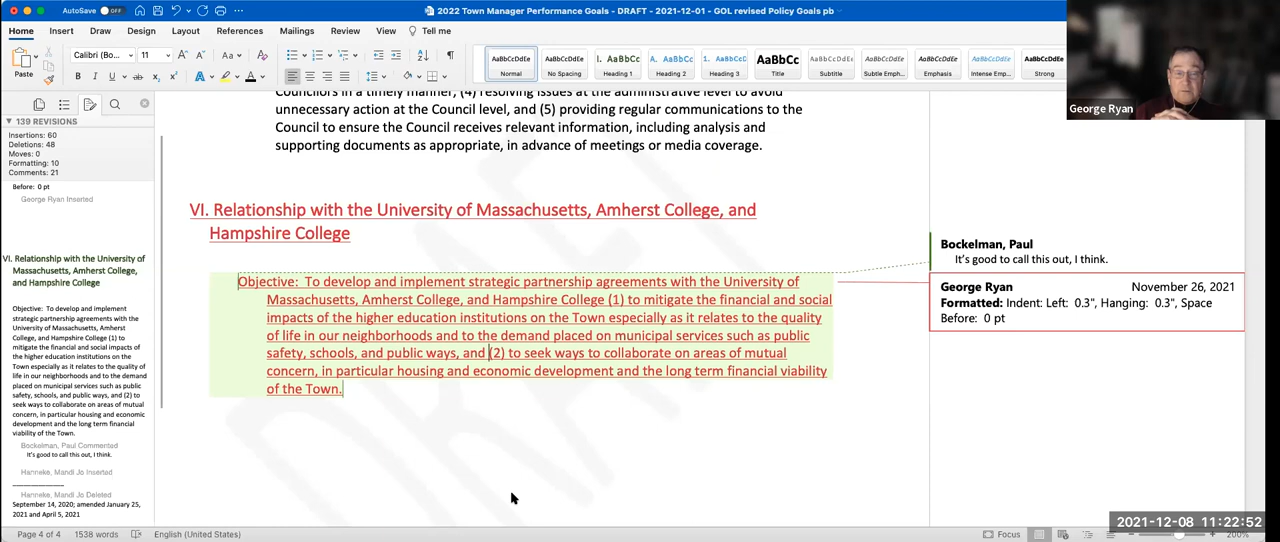 AutoSave OFF
2022 Town Manager Performance Goals - DRAFT - 2021-12-01 - GOL revised Policy Goals pb
Home Insert Draw Design Layout References Mailings Review View Tell me
Paste
Calibri (Bo... 11
AaBbCcDdEe AaBbCcDdEe I. AaBbCc A. AaBbCc 1. AaBbCcD AaBbCc AaBbCcDdEe AaBbCcDdEe AaBbCcDdEe AaBbCcDdEe AaBbCcDdEe
Normal No Spacing Heading 1 Heading 2 Heading 3 Title Subtitle Subtle Emph... Emphasis Intense Emp... Strong
George Ryan
139 REVISIONS
Insertions: 60
Deletions: 48
Moves: 0
Formatting: 10
Comments: 21
Before: 0 pt
George Ryan Inserted
VI. Relationship with the University of
Massachusetts, Amherst College,
and Hampshire College
Objective: To develop and implement
strategic partnership agreements with the
University of Massachusetts, Amherst
College, and Hampshire College (1) to
mitigate the financial and social impacts of
the higher education institutions on the
Town especially as it relates to the quality
of life in our neighborhoods and to the demand
placed on municipal services such as public
safety, schools, and public ways, and (2) to
seek ways to collaborate on areas of mutual
concern, in particular housing and economic
development and the long term financial
viability of the Town.
Bockelman, Paul Commented
It's good to call this out, I think.
Hanneke, Mandi Jo Inserted
Hanneke, Mandi Jo Deleted
September 14, 2020; amended January 25,
2021 and April 5, 2021
Councilors in a timely manner, (4) resolving issues at the administrative level to avoid
unnecessary action at the Council level, and (5) providing regular communications to the
Council to ensure the Council receives relevant information, including analysis and
supporting documents as appropriate, in advance of meetings or media coverage.
VI. Relationship with the University of Massachusetts, Amherst College, and
Hampshire College
Objective: To develop and implement strategic partnership agreements with the University of
Massachusetts, Amherst College, and Hampshire College (1) to mitigate the financial and social
impacts of the higher education institutions on the Town especially as it relates to the quality
of life in our neighborhoods and to the demand placed on municipal services such as public
safety, schools, and public ways, and (2) to seek ways to collaborate on areas of mutual
concern, in particular housing and economic development and the long term financial viability
of the Town.
DRAFT
Bockelman, Paul
It's good to call this out, I think.
George Ryan November 26, 2021
Formatted: Indent: Left: 0.3", Hanging: 0.3", Space
Before: 0 pt
2021-12-08 11:22:52
Page 4 of 4 1538 words English (United States) Focus 200%